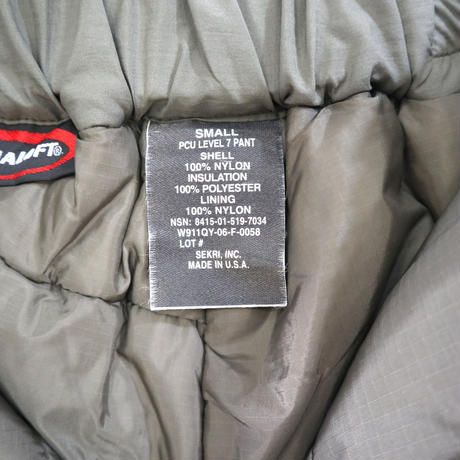 SMALL
PCU LEVEL 7 PANT
SHELL
100% NYLON
INSULATION
100% POLYESTER
LINING
100% NYLON
NSN: 8415-01-519-7034
W911QY-06-F-0058
LOT #
SEKRI, INC.
MADE IN U.S.A.